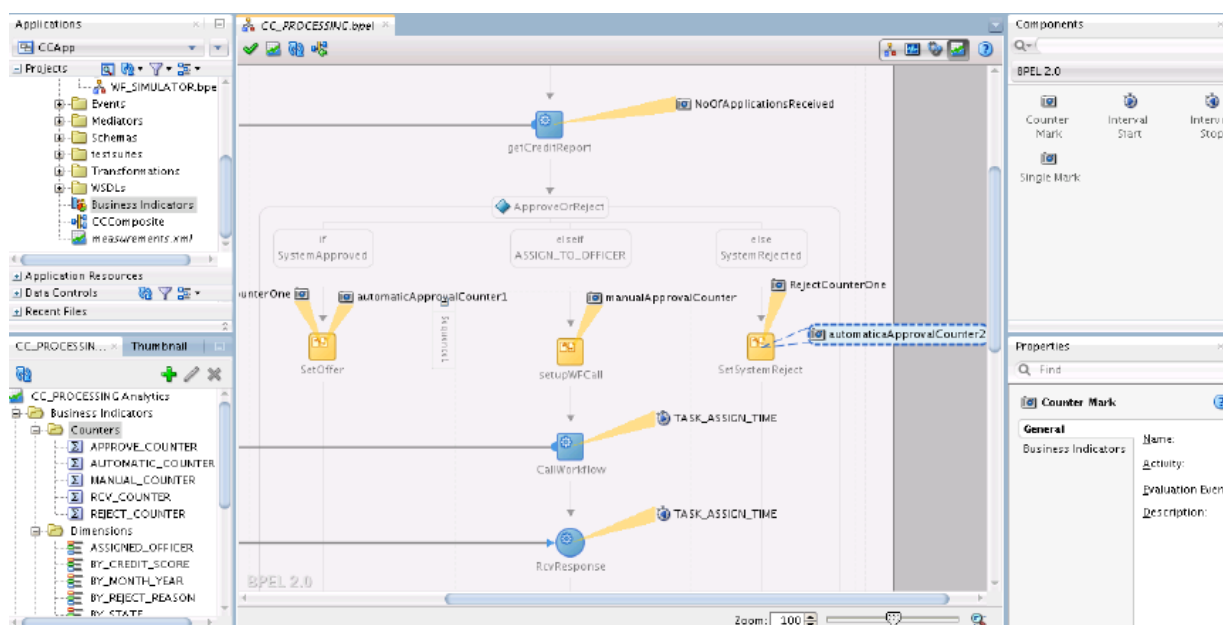 Applications
CCApp
Projects
WF_SIMULATOR.bpe
Events
Mediators
Schemas
testsuites
Transformations
WSDLs
Business Indicators
CCComposite
measurements.xml
Application Resources
Data Controls
Recent Files
CC_PROCESSIN...
Thumbnail
CC_PROCESSING Analytics
Business Indicators
Counters
APPROVE_COUNTER
AUTOMATIC_COUNTER
MANUAL_COUNTER
RCV_COUNTER
REJECT_COUNTER
Dimensions
ASSIGNED_OFFICER
BY_CREDIT_SCORE
BY_MONTH_YEAR
BY_REJECT_REASON
BY_STATE
CC_PROCESSING.bpel
NoOfApplicationsReceived
getCreditReport
ApproveOrReject
if
SystemApproved
elseif
ASSIGN_TO_OFFICER
else
SystemRejected
unterOne
automaticApprovalCounter1
manualApprovalCounter
RejectCounterOne
automaticaApprovalCounter2
Sequence1
SetOffer
setupWFCall
SetSystemReject
TASK_ASSIGN_TIME
CallWorkflow
TASK_ASSIGN_TIME
RcvResponse
BPEL 2.0
Zoom: 100
Components
BPEL 2.0
Counter Mark
Interval Start
Interv Stop
Single Mark
Properties
Find
Counter Mark
General
Business Indicators
Name:
Activity:
Evaluation Even
Description: